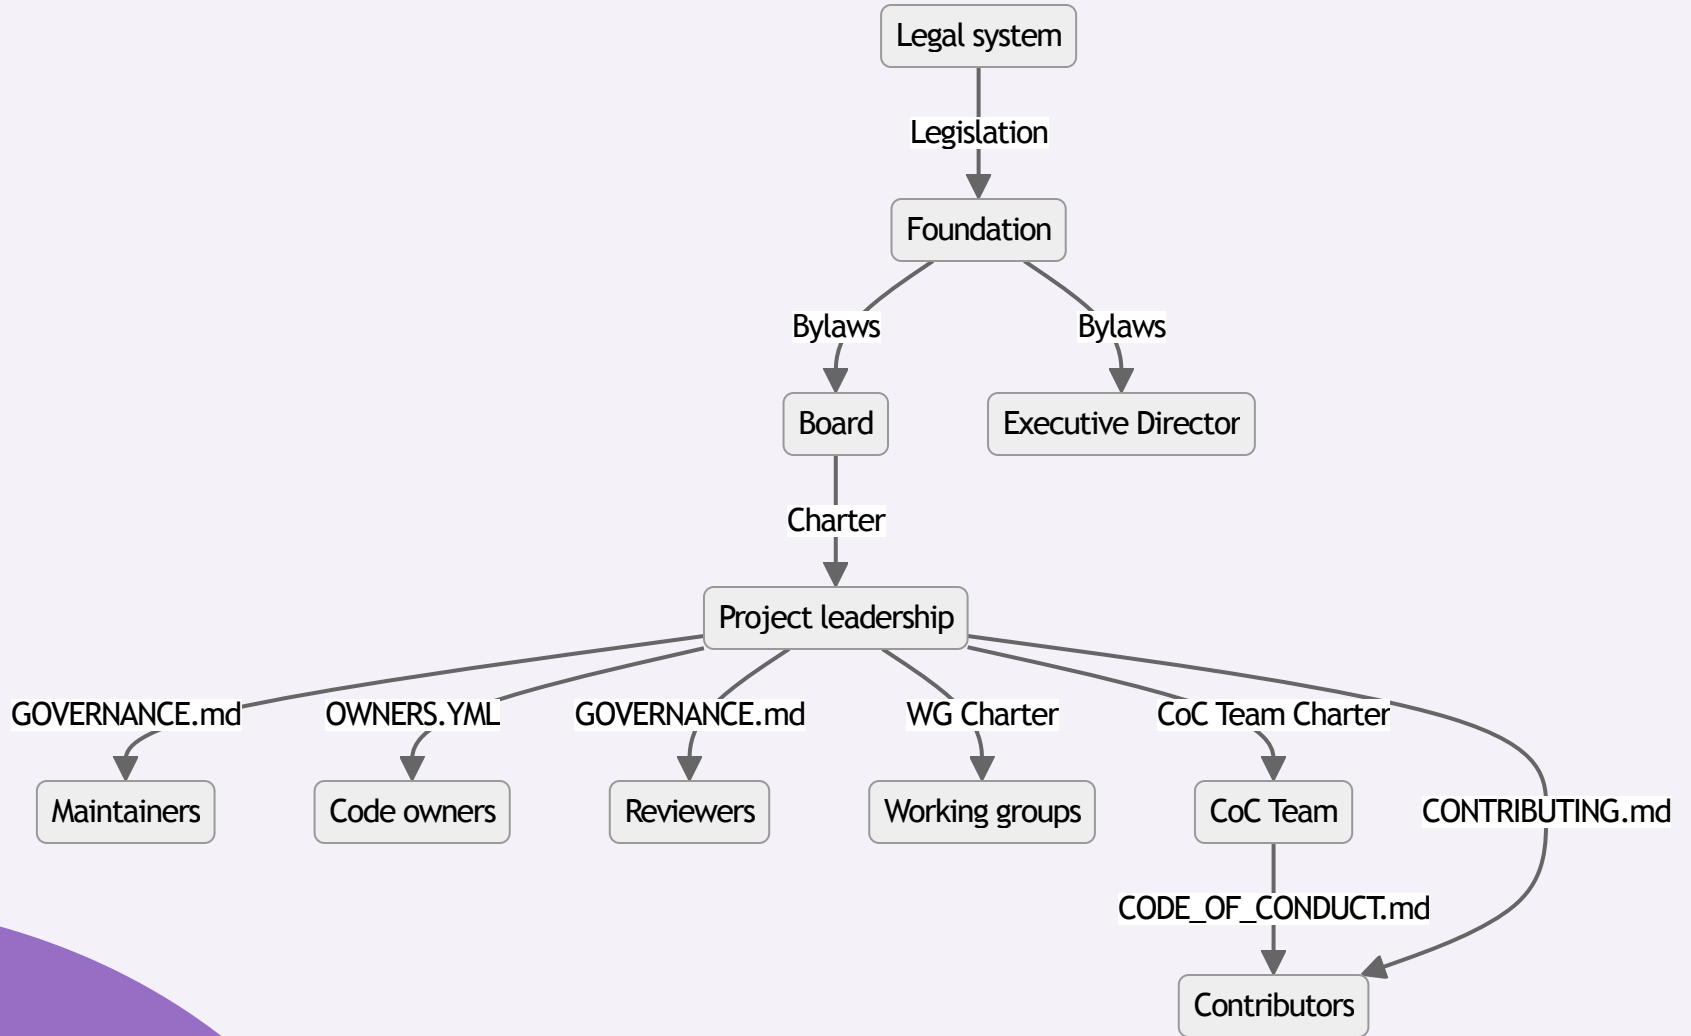 Legal system
Legislation
Foundation
Bylaws
Bylaws
Board
Executive Director
Charter
Project leadership
GOVERNANCE.md
OWNERS.YML
GOVERNANCE.md
WG Charter
CoC Team Charter
Maintainers
Code owners
Reviewers
Working groups
CoC Team
CONTRIBUTING.md
CODE_OF_CONDUCT.md
Contributors